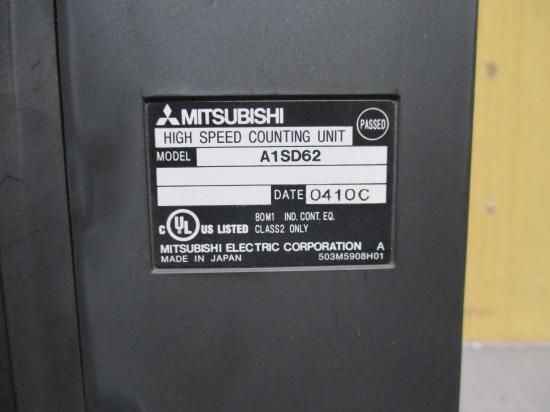 MITSUBISHI
PASSED
HIGH SPEED COUNTING UNIT
MODEL A1SD62
DATE 0410C
C UL US LISTED 80M1 IND. CONT. EQ.
CLASS2 ONLY
MITSUBISHI ELECTRIC CORPORATION A
MADE IN JAPAN 503M5908H01